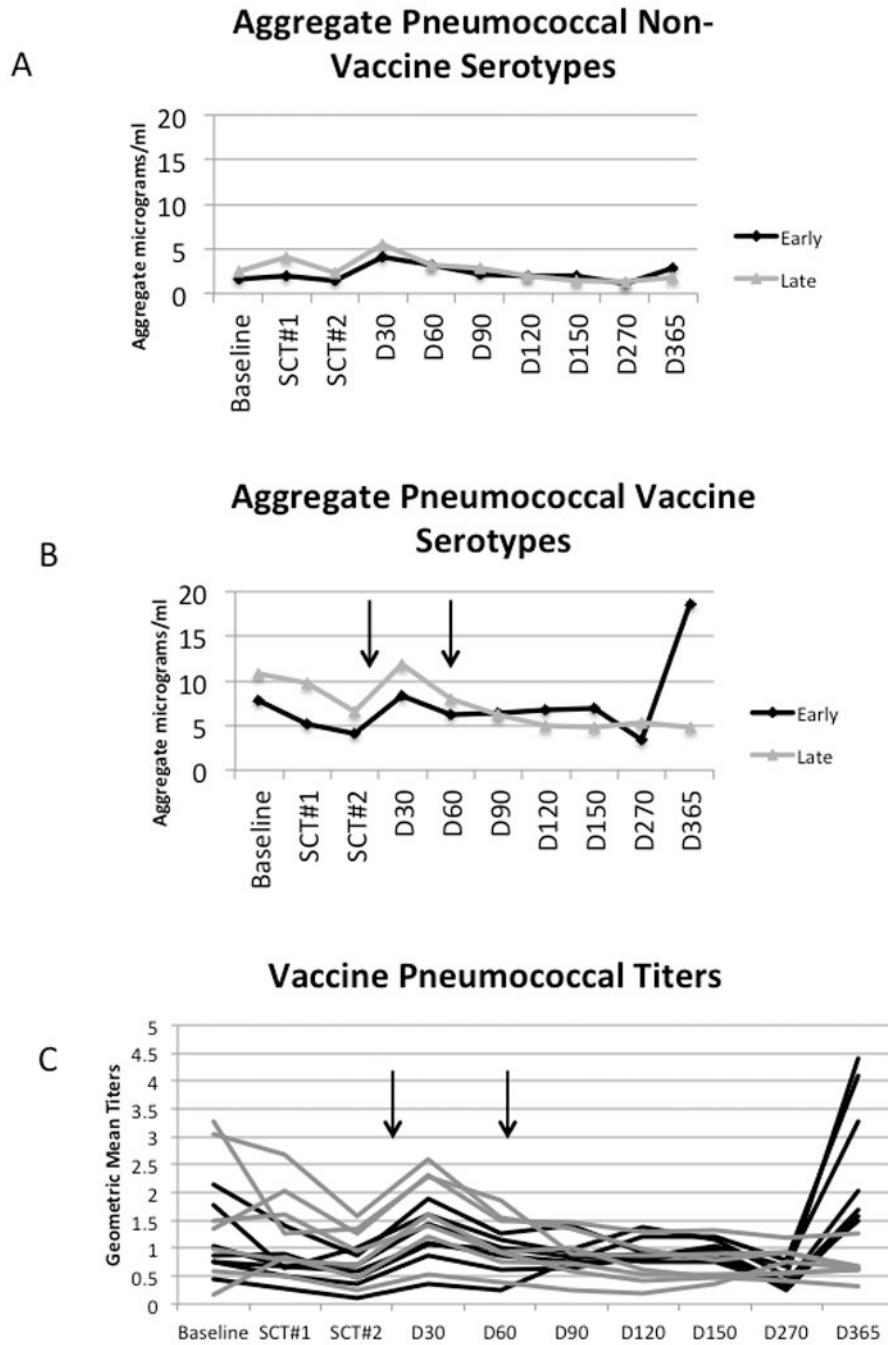 A
Aggregate Pneumococcal Non-
Vaccine Serotypes
Aggregate micrograms/ml
20
15
10
5
0
Baseline
SCT#1
SCT#2
D30
D60
D90
D120
D150
D270
D365
Early
Late
B
Aggregate Pneumococcal Vaccine
Serotypes
Aggregate micrograms/ml
20
15
10
5
0
Baseline
SCT#1
SCT#2
D30
D60
D90
D120
D150
D270
D365
Early
Late
C
Vaccine Pneumococcal Titers
Geometric Mean Titers
5
4.5
4
3.5
3
2.5
2
1.5
1
0.5
0
Baseline SCT#1 SCT#2 D30 D60 D90 D120 D150 D270 D365